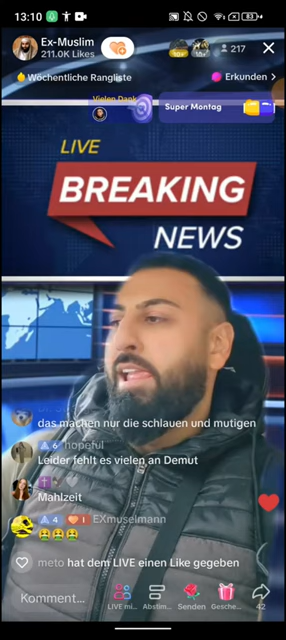 13:10
83
Ex-Muslim
211.0K Likes
217
Wöchentliche Rangliste
Erkunden >
Vielen Dank
Super Montag
LIVE
BREAKING
NEWS
das machen nur die schlauen und mutigen
6 hopeful
Leider fehlt es vielen an Demut
Mahlzeit
4 1 EXmuselmann
meto hat dem LIVE einen Like gegeben
Komment...
LIVE mi...
Abstim...
Senden
Gesche...
42